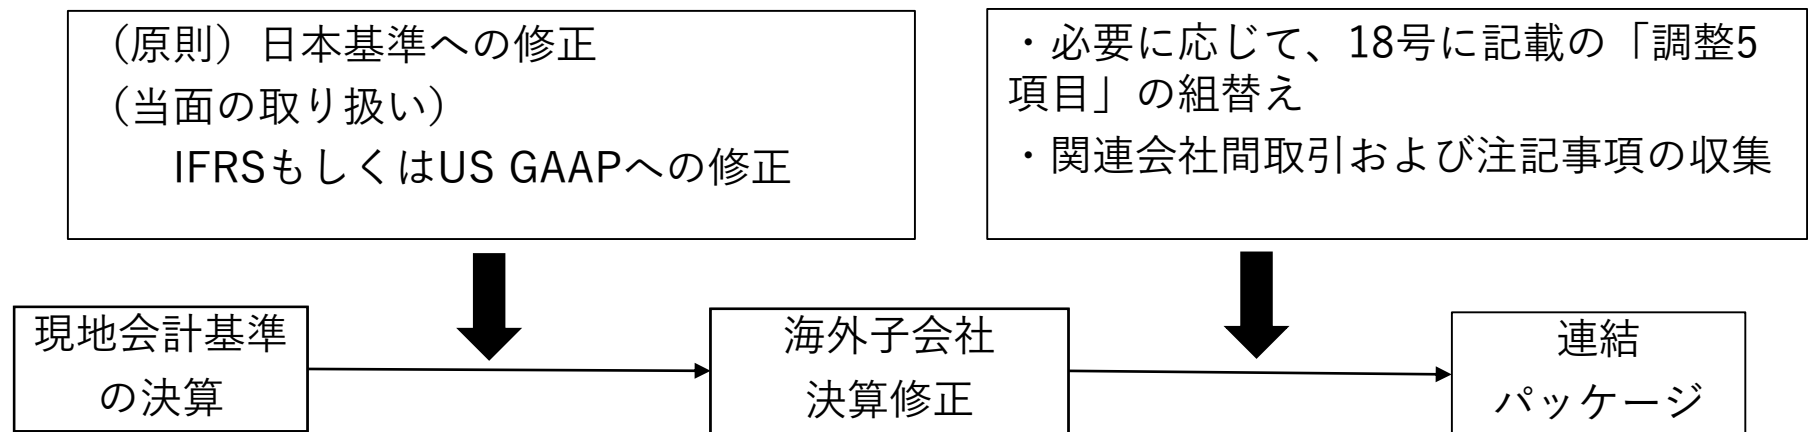 （原則）日本基準への修正
（当面の取り扱い）
IFRSもしくはUS GAAPへの修正
・必要に応じて、18号に記載の「調整5
項目」の組替え
・関連会社間取引および注記事項の収集
現地会計基準
の決算
海外子会社
決算修正
連結
パッケージ